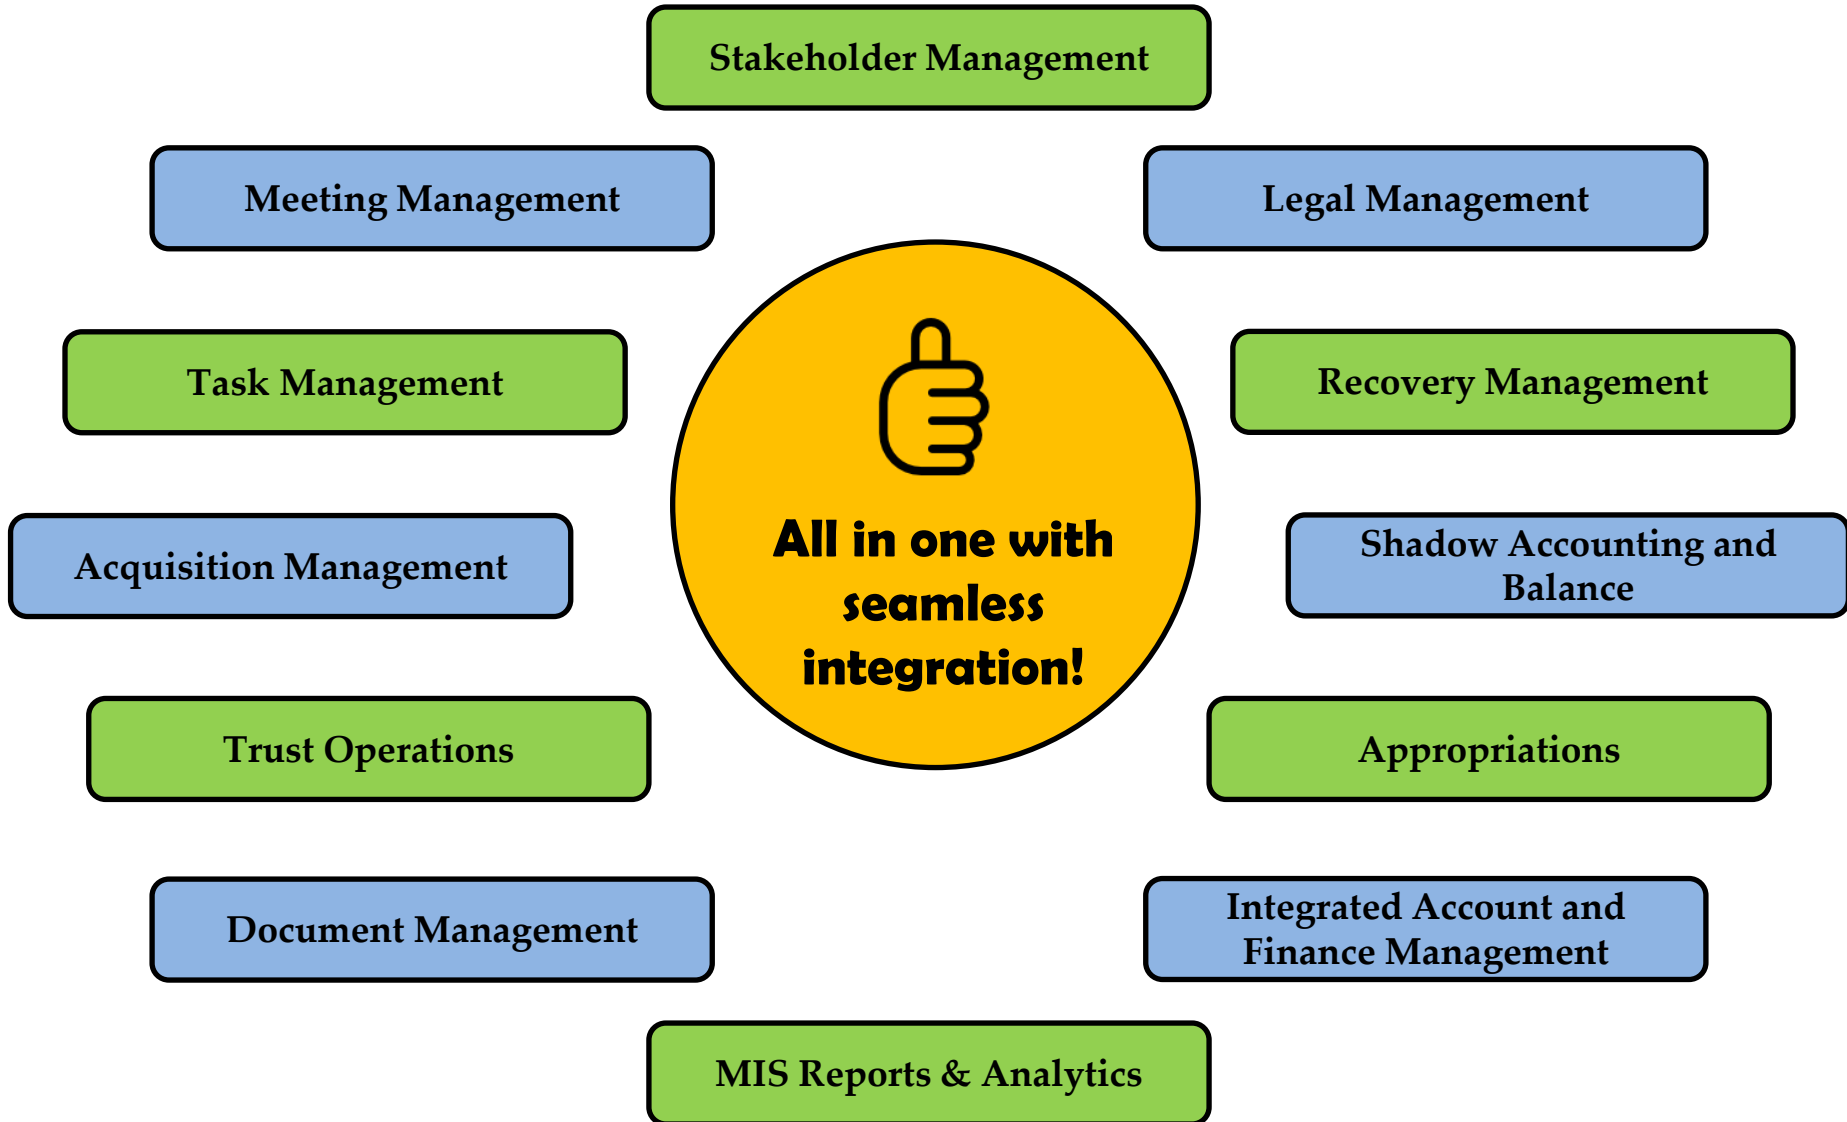 Stakeholder Management
Meeting Management
Legal Management
Task Management
Recovery Management
All in one with
seamless
integration!
Acquisition Management
Shadow Accounting and
Balance
Trust Operations
Appropriations
Document Management
Integrated Account and
Finance Management
MIS Reports & Analytics